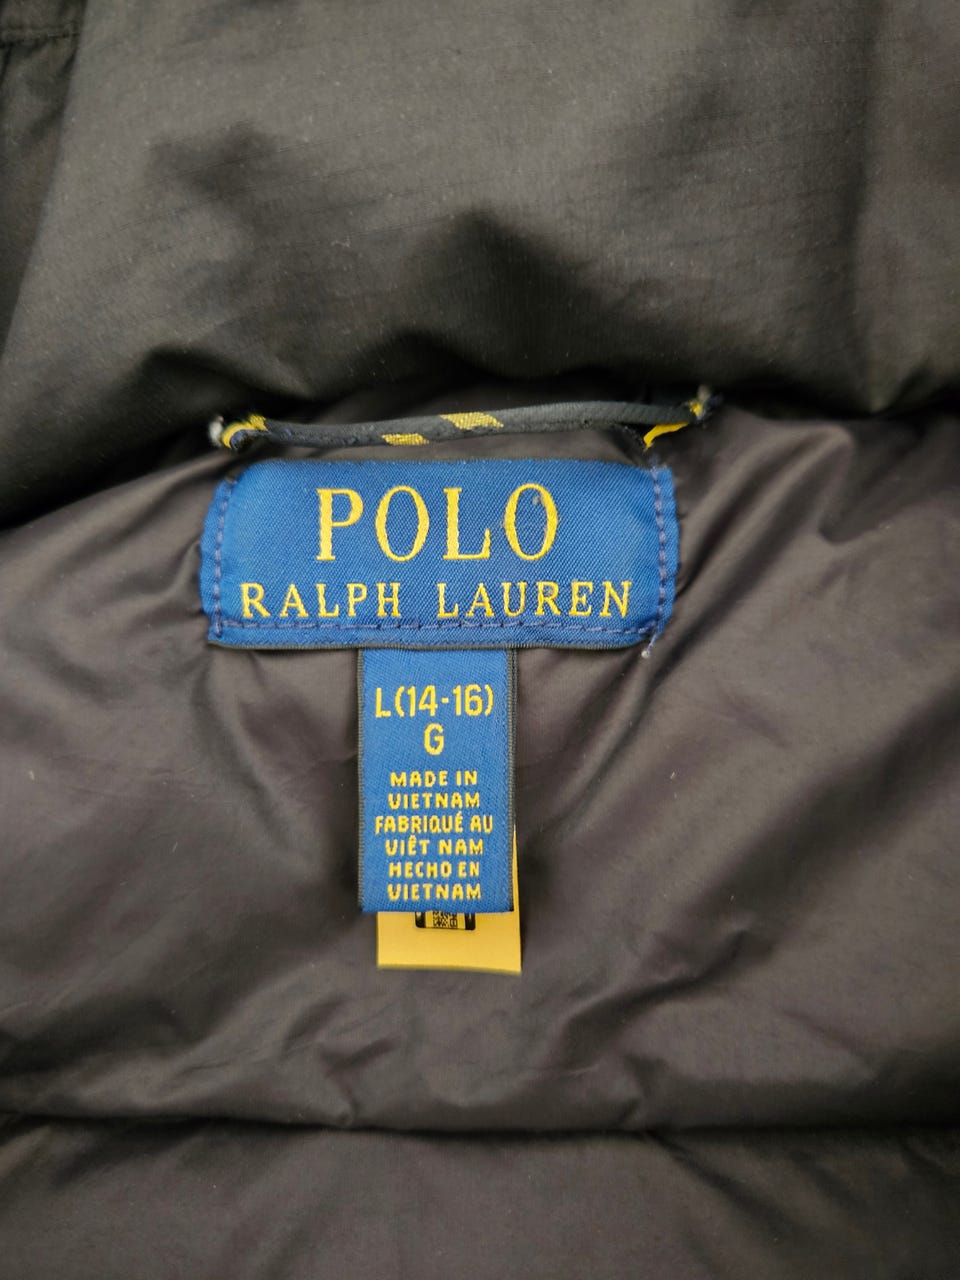 POLO
RALPH LAUREN
L(14-16)
G
MADE IN
VIETNAM
FABRIQUÉ AU
VIÊT NAM
HECHO EN
VIETNAM